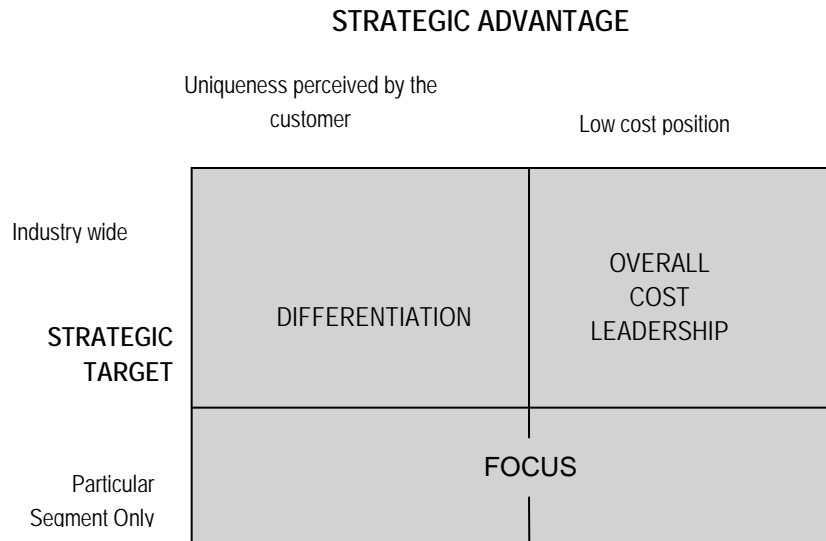 STRATEGIC ADVANTAGE
Uniqueness perceived by the
customer
Low cost position
Industry wide
OVERALL
COST
LEADERSHIP
DIFFERENTIATION
STRATEGIC
TARGET
FOCUS
Particular
Segment Only